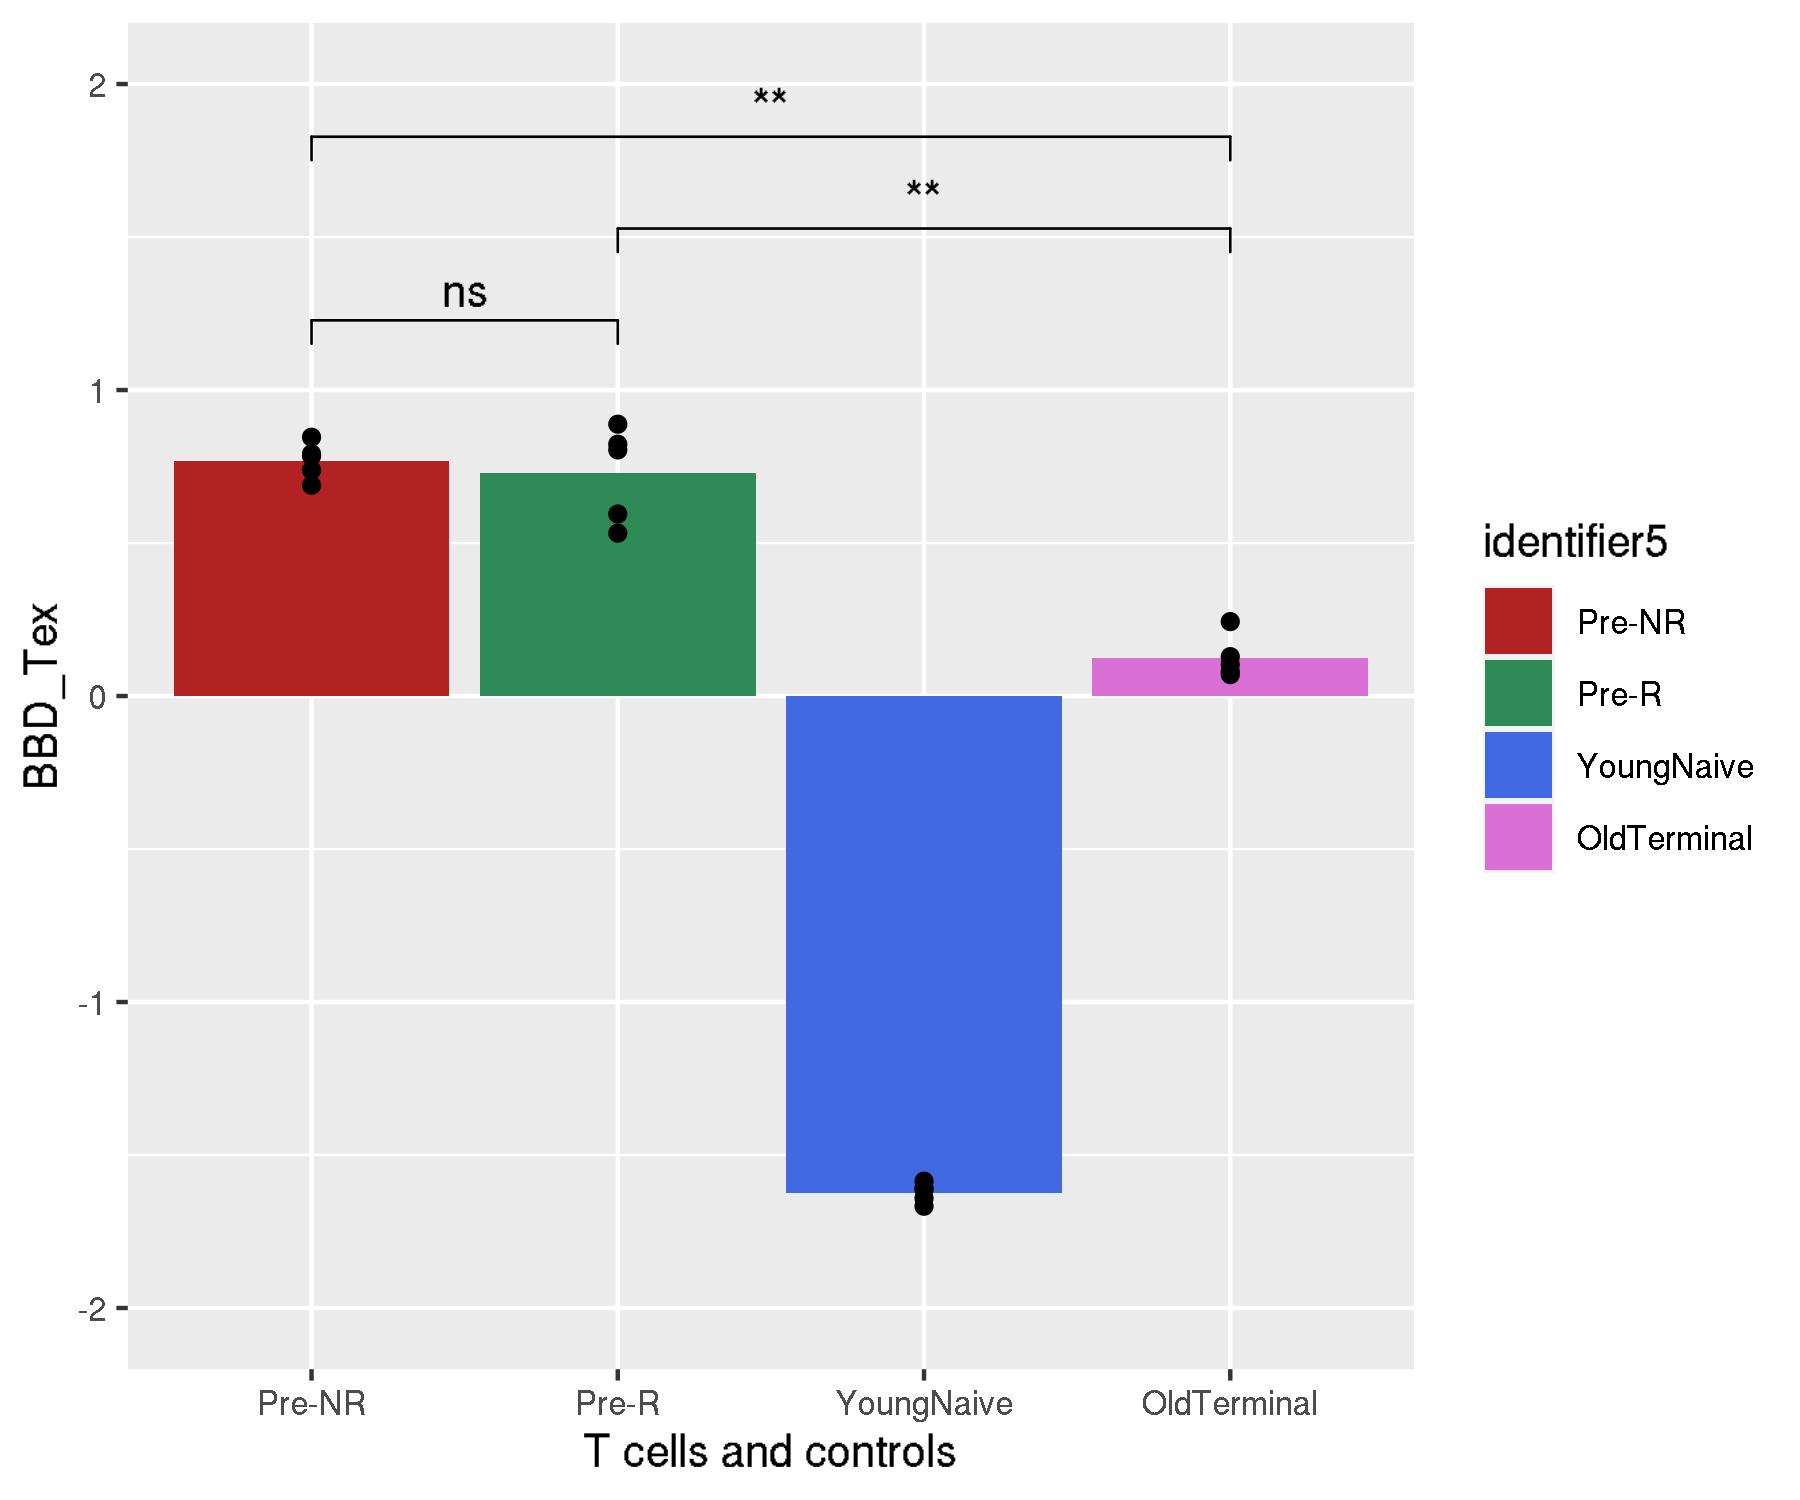 **
**
ns
2
1
0
-1
-2
BBD_Tex
Pre-NR
Pre-R
YoungNaive
OldTerminal
T cells and controls
identifier5
Pre-NR
Pre-R
YoungNaive
OldTerminal